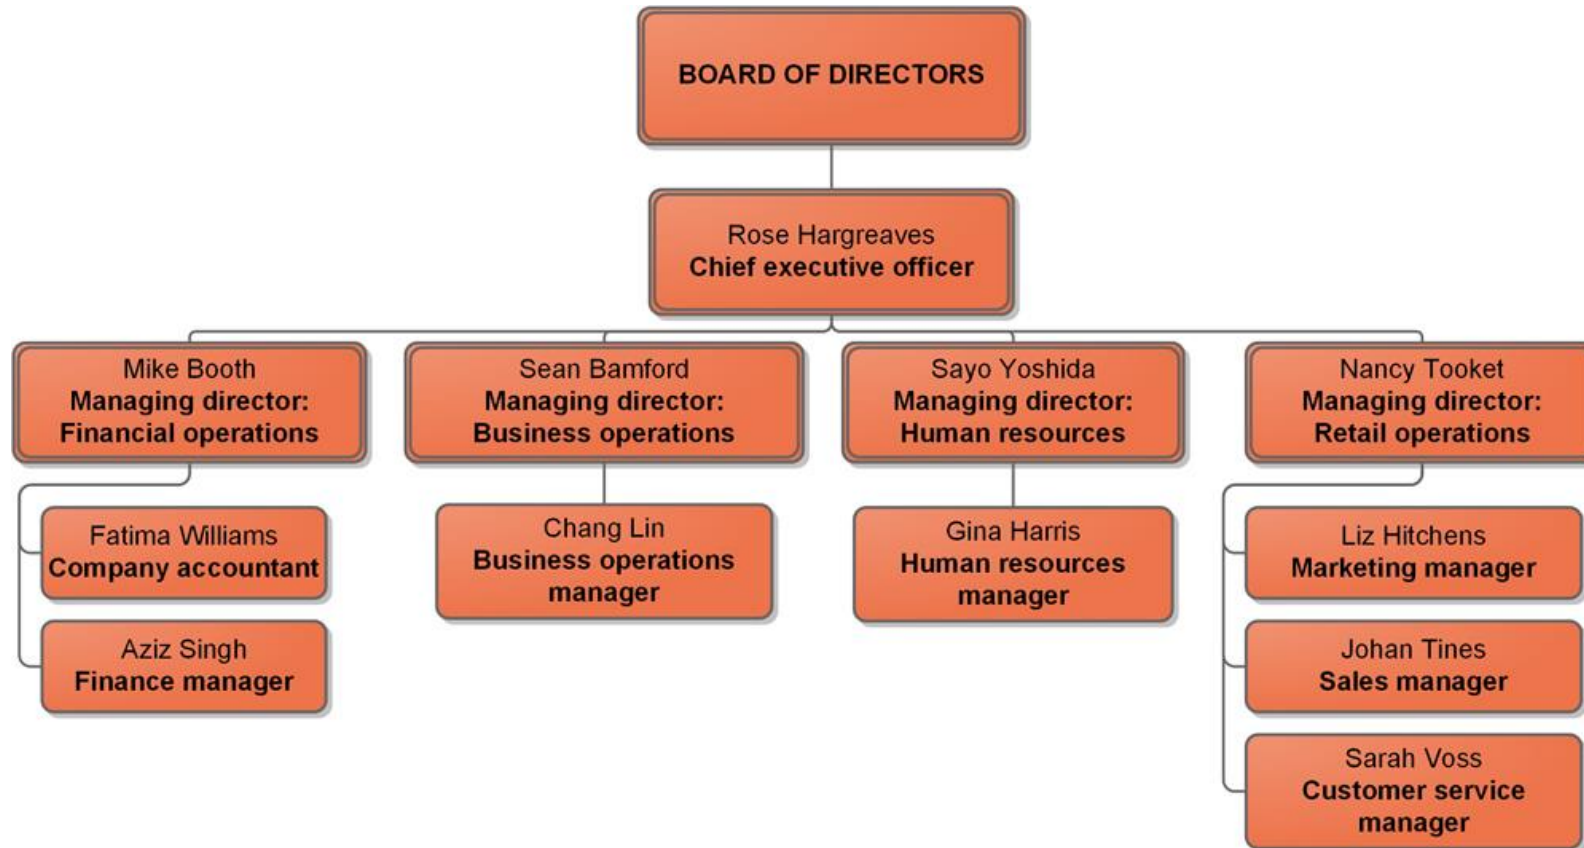 BOARD OF DIRECTORS
Rose Hargreaves
Chief executive officer
Mike Booth
Managing director:
Financial operations
Sean Bamford
Managing director:
Business operations
Sayo Yoshida
Managing director:
Human resources
Nancy Tooket
Managing director:
Retail operations
Fatima Williams
Company accountant
Aziz Singh
Finance manager
Chang Lin
Business operations
manager
Gina Harris
Human resources
manager
Liz Hitchens
Marketing manager
Johan Tines
Sales manager
Sarah Voss
Customer service
manager